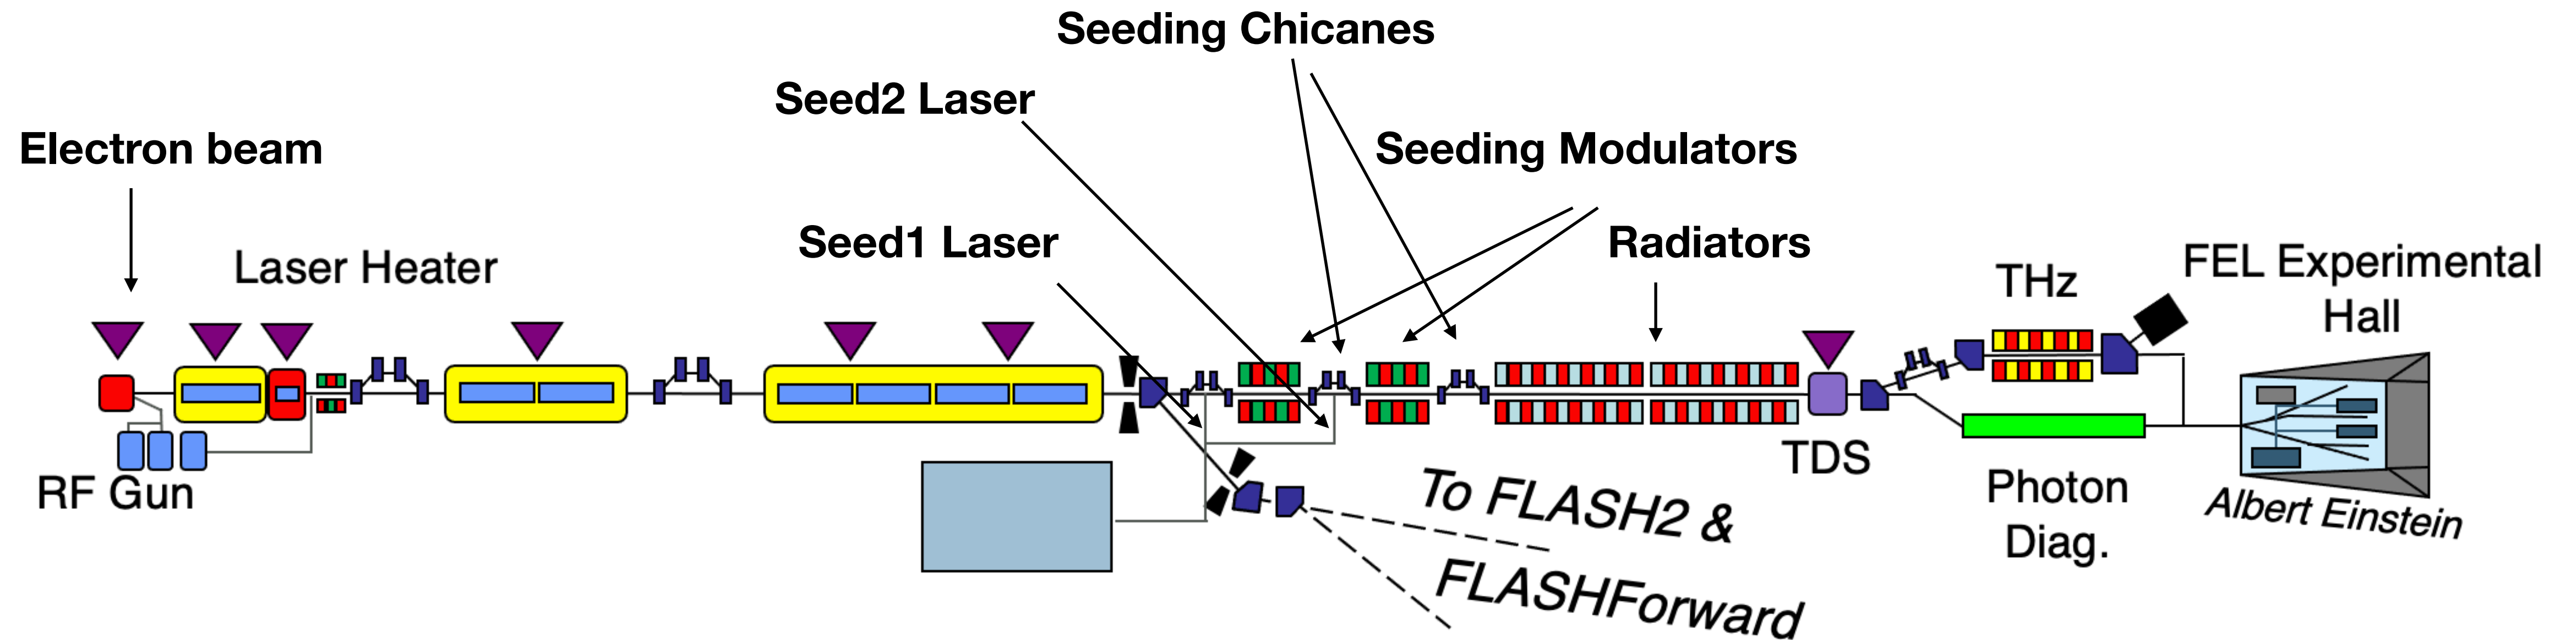 Seeding Chicanes
Seed2 Laser
Electron beam
Seeding Modulators
Seed1 Laser
Radiators
Laser Heater
THz
FEL Experimental
Hall
RF Gun
TDS
To FLASH2 &
FLASHForward
Photon
Diag.
Albert Einstein